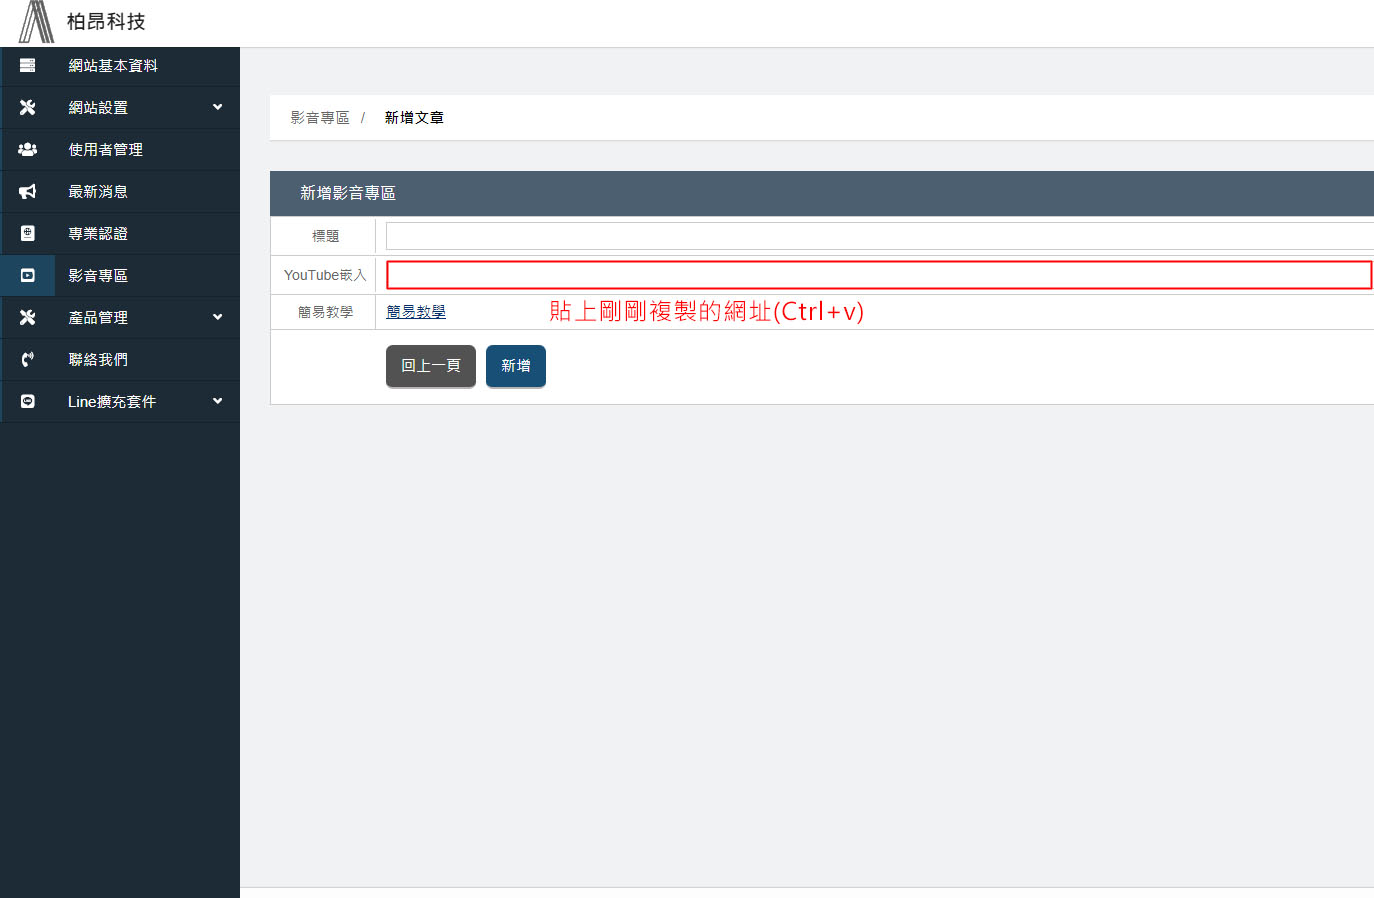 柏昂科技
網站基本資料
網站設置
使用者管理
最新消息
專業認證
影音專區
產品管理
聯絡我們
Line擴充套件
影音專區 / 新增文章
新增影音專區
標題
YouTube嵌入
簡易教學 簡易教學 貼上剛剛複製的網址(Ctrl+v)
回上一頁 新增